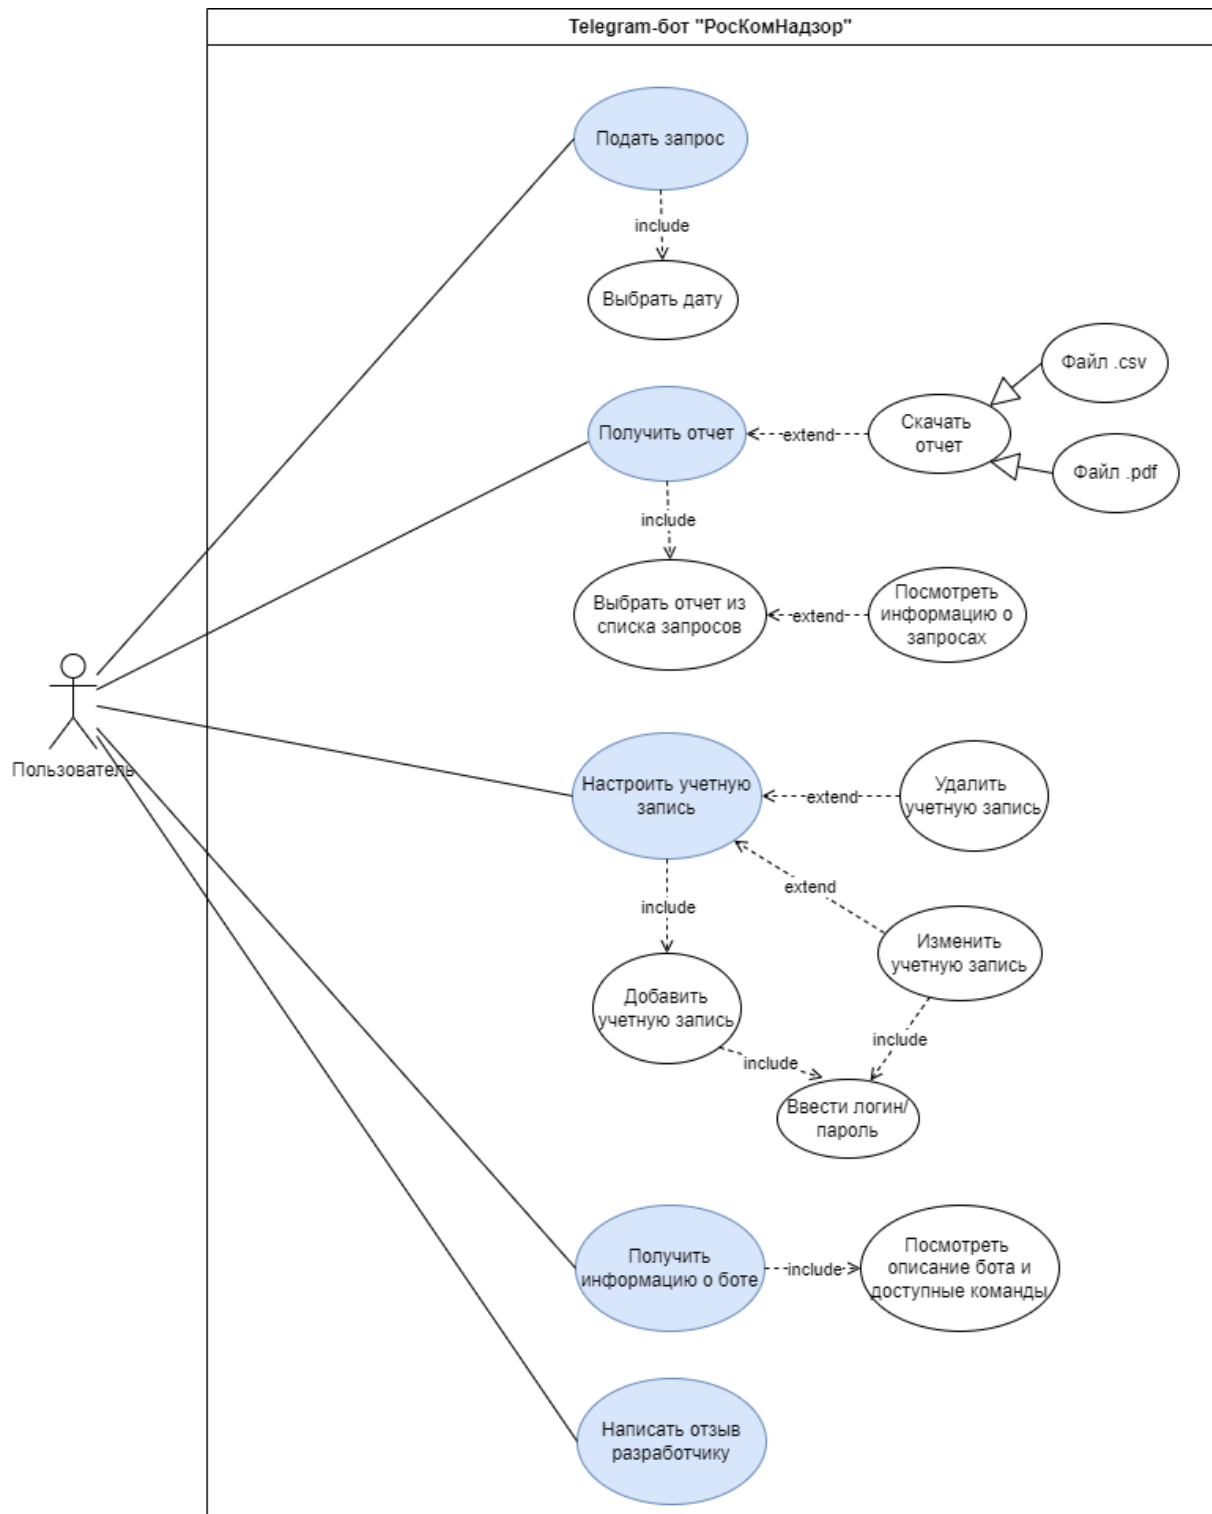 Telegram-бот "РосКомНадзор"
Подать запрос
include
Выбрать дату
Файл .csv
Получить отчет
extend
Скачать
отчет
Файл .pdf
include
Выбрать отчет из
списка запросов
extend
Посмотреть
информацию о
запросах
Пользователь
Настроить учетную
запись
extend
Удалить
учетную запись
extend
include
Изменить
учетную запись
Добавить
учетную запись
include
include
Ввести логин/
пароль
Получить
информацию о боте
include
Посмотреть
описание бота и
доступные команды
Написать отзыв
разработчику